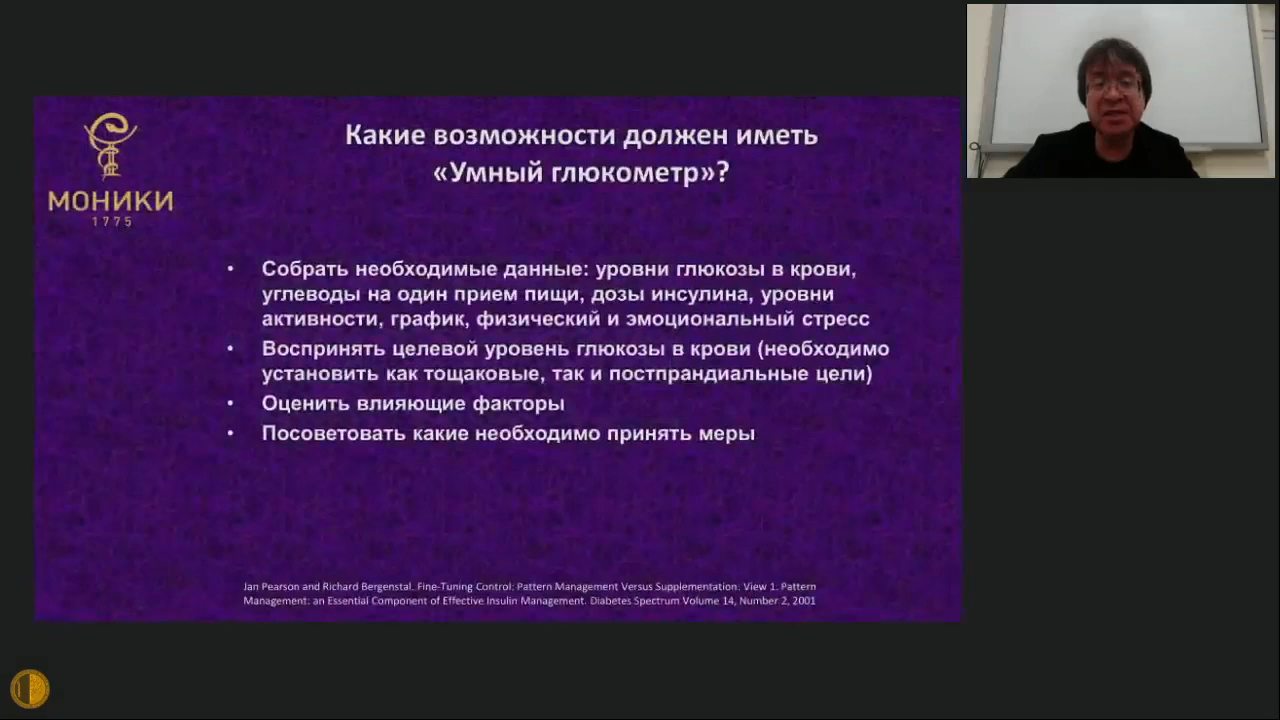 МОНИКИ
1775
Какие возможности должен иметь
«Умный глюкометр»?
• Собрать необходимые данные: уровни глюкозы в крови,
углеводы на один прием пищи, дозы инсулина, уровни
активности, график, физический и эмоциональный стресс
• Воспринять целевой уровень глюкозы в крови (необходимо
установить как тощаковые, так и постпрандиальные цели)
• Оценить влияющие факторы
• Посоветовать какие необходимо принять меры
Jan Pearson and Richard Bergenstal. Fine-Tuning Control: Pattern Management Versus Supplementation: View 1. Pattern
Management: an Essential Component of Effective Insulin Management. Diabetes Spectrum Volume 14, Number 2, 2001